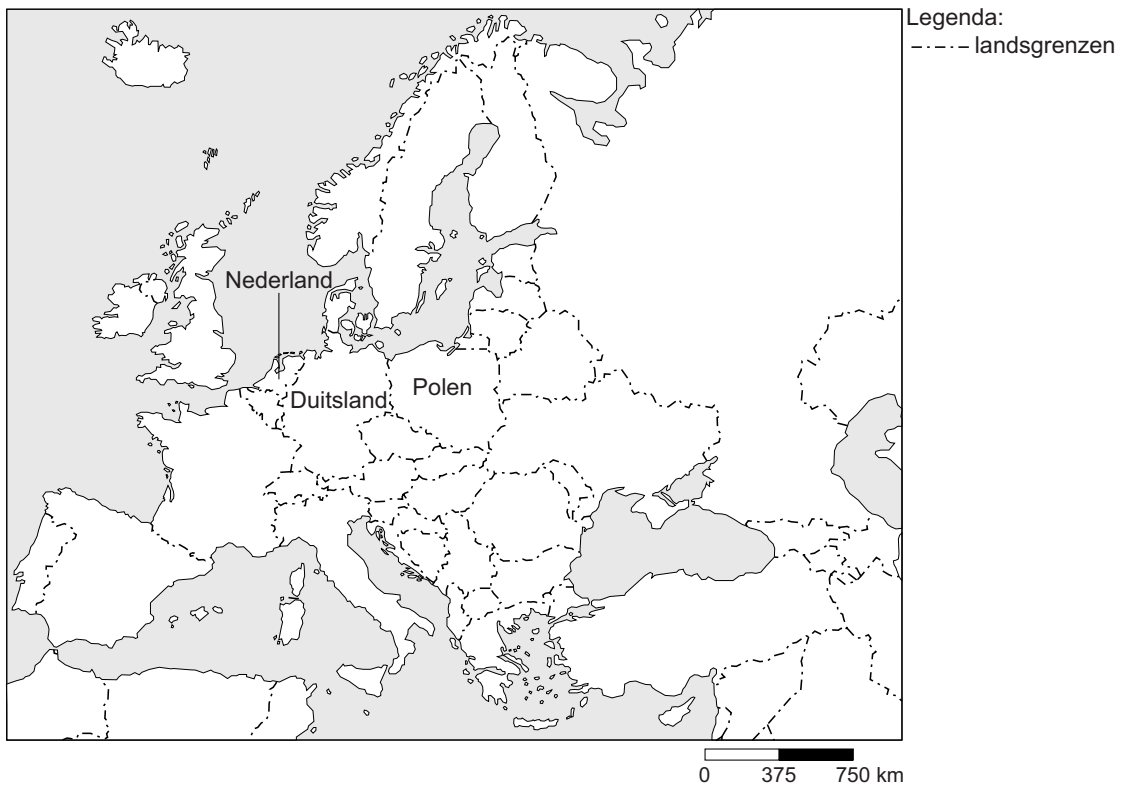 Legenda:
landsgrenzen
Nederland
Duitsland
Polen
0 375 750 km